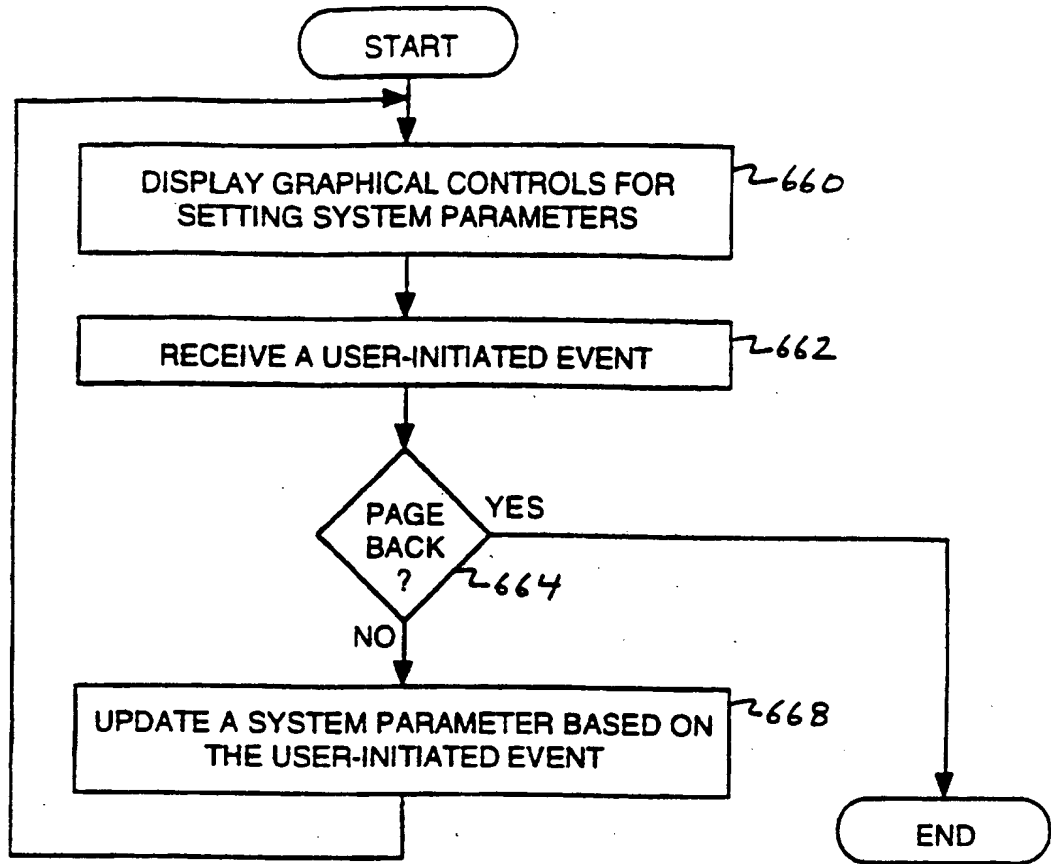 START
DISPLAY GRAPHICAL CONTROLS FOR
SETTING SYSTEM PARAMETERS
660
RECEIVE A USER-INITIATED EVENT
662
PAGE
BACK
?
YES
664
NO
UPDATE A SYSTEM PARAMETER BASED ON
THE USER-INITIATED EVENT
668
END